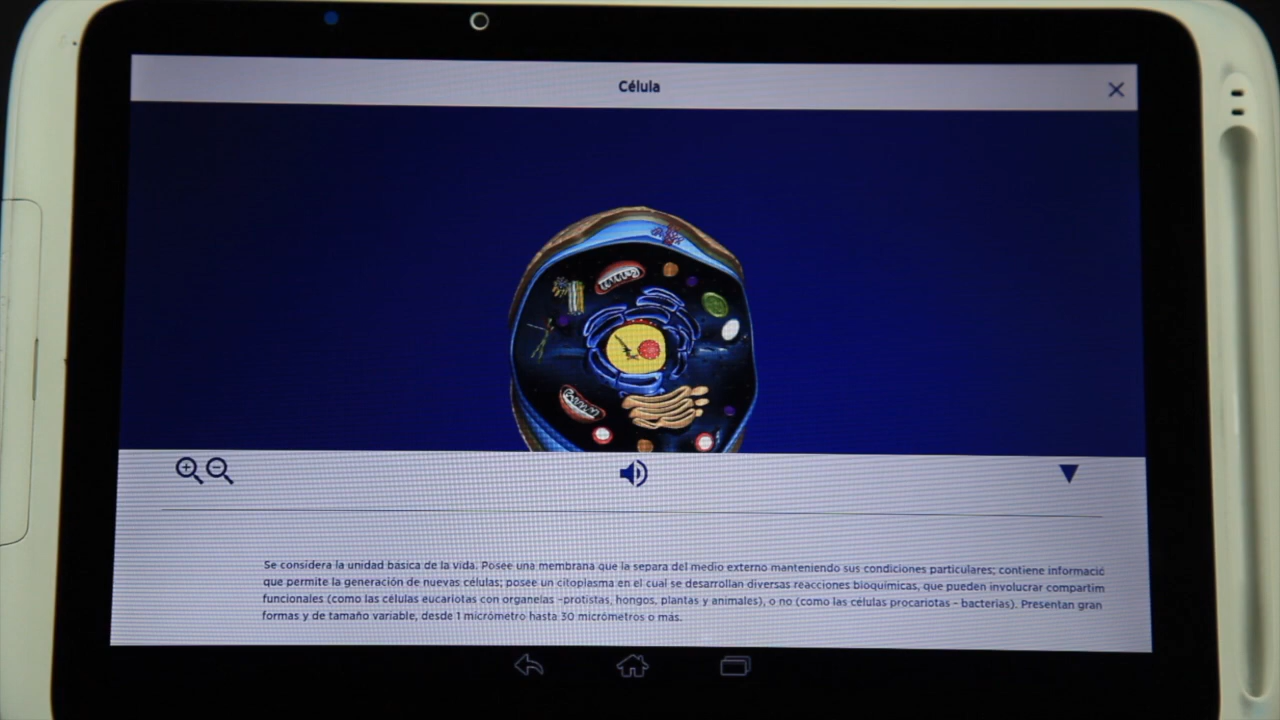 Célula
Se considera la unidad básica de la vida. Posee una membrana que la separa del medio externo manteniendo sus condiciones particulares; contiene informació
que permite la generación de nuevas células; posee un citoplasma en el cual se desarrollan diversas reacciones bioquímicas, que pueden involucrar compartim
funcionales (como las células eucariotas con organelas -protistas, hongos, plantas y animales), o no (como las células procariotas - bacterias). Presentan gran
formas y de tamaño variable, desde 1 micrómetro hasta 30 micrómetros o más.